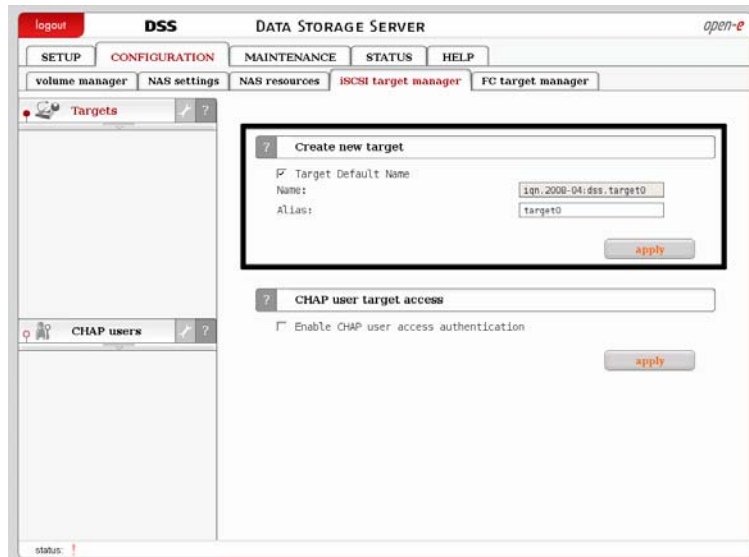 logout DSS DATA STORAGE SERVER open-e
SETUP CONFIGURATION MAINTENANCE STATUS HELP
volume manager NAS settings NAS resources iSCSI target manager FC target manager
Targets ?
? Create new target
Target Default Name
Name: iqn.2008-04:dss.target0
Alias: target0
apply
? CHAP user target access
CHAP users ?
Enable CHAP user access authentication
apply
status: !